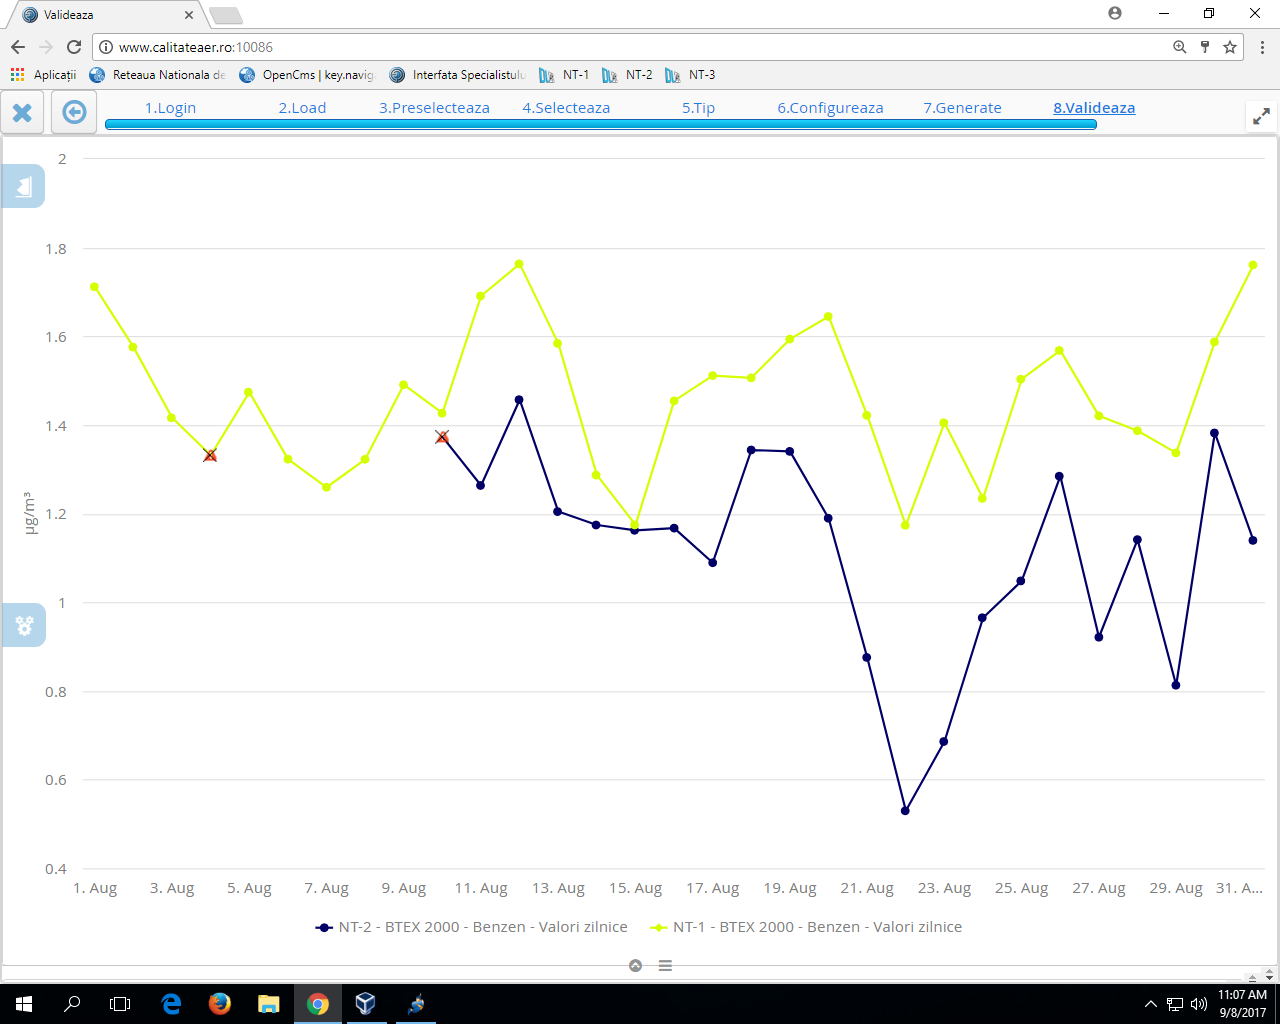 Valideaza
www.calitateaer.ro:10086
Aplicații
Reteaua Nationala de
OpenCms | key.navig
Interfata Specialistulu
NT-1
NT-2
NT-3
1.Login
2.Load
3.Preselecteaza
4.Selecteaza
5.Tip
6.Configureaza
7.Generate
8.Valideaza
2
1.8
1.6
1.4
1.2
1
0.8
0.6
0.4
µg/m³
1. Aug 3. Aug 5. Aug 7. Aug 9. Aug 11. Aug 13. Aug 15. Aug 17. Aug 19. Aug 21. Aug 23. Aug 25. Aug 27. Aug 29. Aug 31. A...
NT-2 - BTEX 2000 - Benzen - Valori zilnice
NT-1 - BTEX 2000 - Benzen - Valori zilnice
11:07 AM
9/8/2017